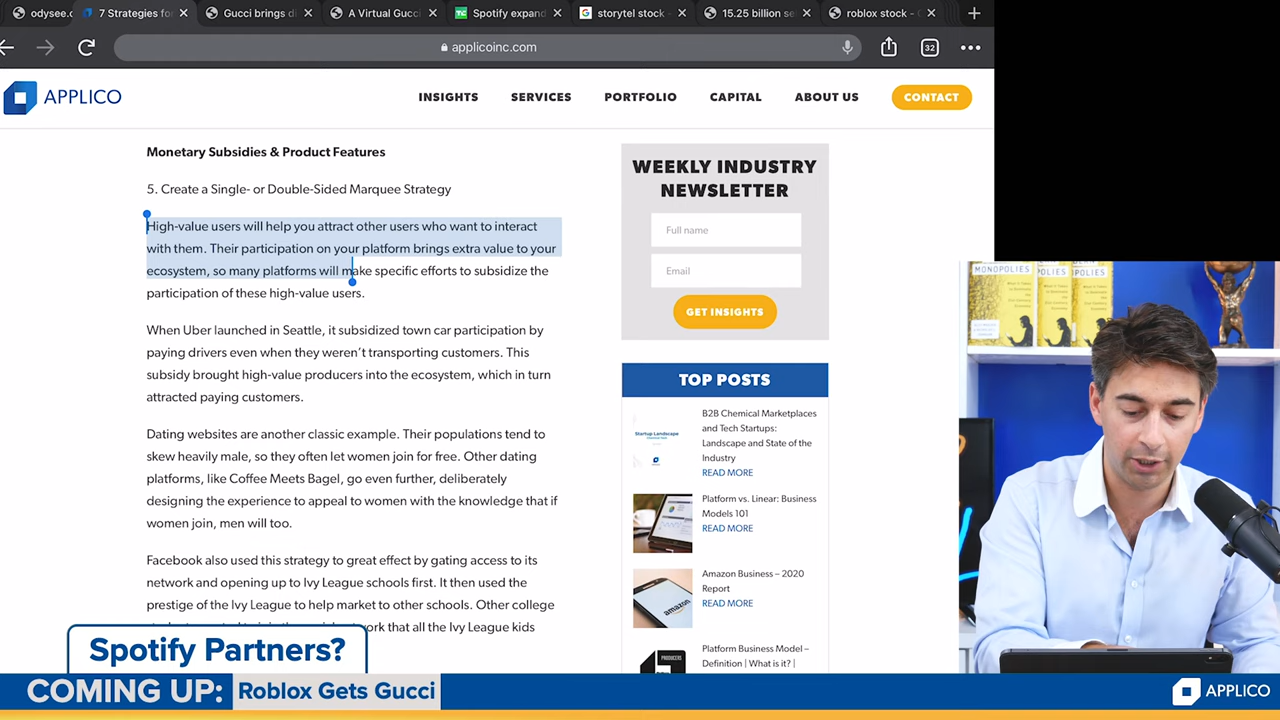 odysee.c
7 Strategies for
Gucci brings di
A Virtual Gucci
Spotify expand
storytel stock -
15.25 billion se
roblox stock - G
applicoinc.com
32
APPLICO
INSIGHTS
SERVICES
PORTFOLIO
CAPITAL
ABOUT US
CONTACT
Monetary Subsidies & Product Features
5. Create a Single- or Double-Sided Marquee Strategy
High-value users will help you attract other users who want to interact
with them. Their participation on your platform brings extra value to your
ecosystem, so many platforms will make specific efforts to subsidize the
participation of these high-value users.
When Uber launched in Seattle, it subsidized town car participation by
paying drivers even when they weren't transporting customers. This
subsidy brought high-value producers into the ecosystem, which in turn
attracted paying customers.
Dating websites are another classic example. Their populations tend to
skew heavily male, so they often let women join for free. Other dating
platforms, like Coffee Meets Bagel, go even further, deliberately
designing the experience to appeal to women with the knowledge that if
women join, men will too.
Facebook also used this strategy to great effect by gating access to its
network and opening up to Ivy League schools first. It then used the
prestige of the Ivy League to help market to other schools. Other college
that all the Ivy League kids
WEEKLY INDUSTRY
NEWSLETTER
Full name
Email
GET INSIGHTS
TOP POSTS
B2B Chemical Marketplaces
and Tech Startups:
Landscape and State of the
Industry
READ MORE
Startup Landscape
Platform vs. Linear: Business
Models 101
READ MORE
Amazon Business – 2020
Report
READ MORE
amazon
Platform Business Model –
Definition | What is it? |
PRODUCERS
MONOPOLIES
Spotify Partners?
COMING UP: Roblox Gets Gucci
APPLICO